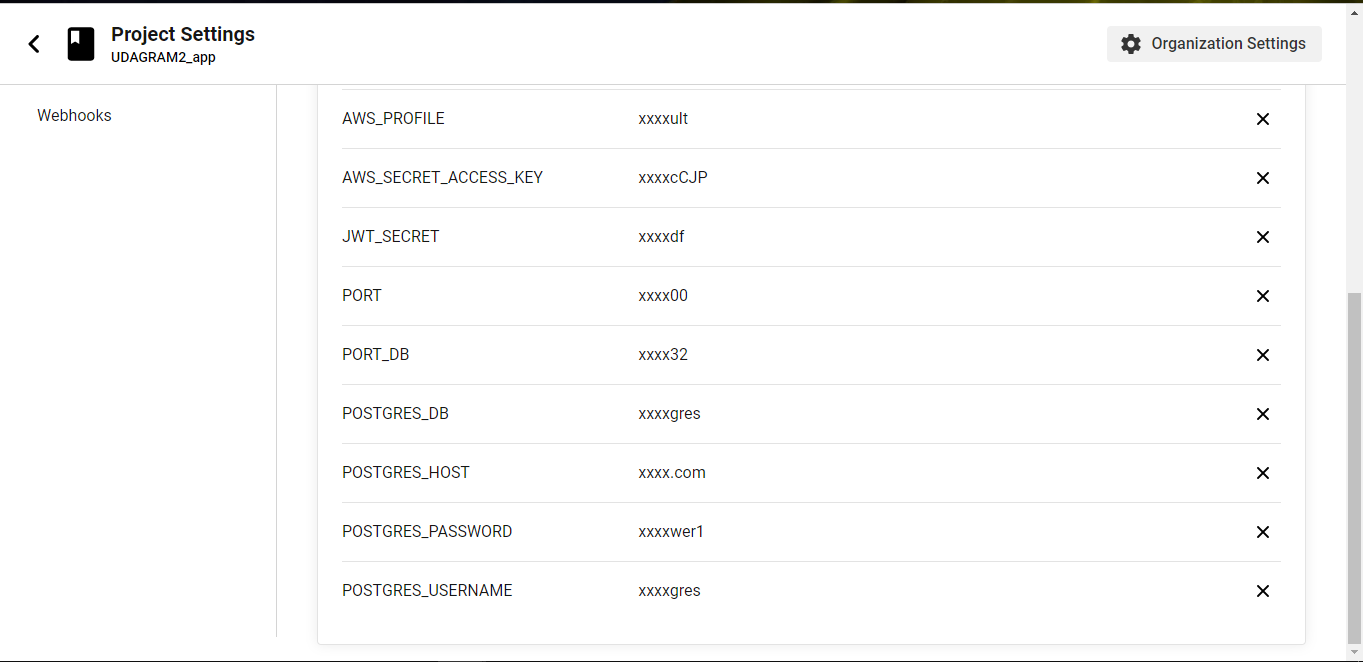 Project Settings
UDAGRAM2_app
Organization Settings
Webhooks
AWS_PROFILE xxxxult
AWS_SECRET_ACCESS_KEY xxxxcCJP
JWT_SECRET xxxxdf
PORT xxxx00
PORT_DB xxxx32
POSTGRES_DB xxxxgres
POSTGRES_HOST xxxx.com
POSTGRES_PASSWORD xxxxwer1
POSTGRES_USERNAME xxxxgres